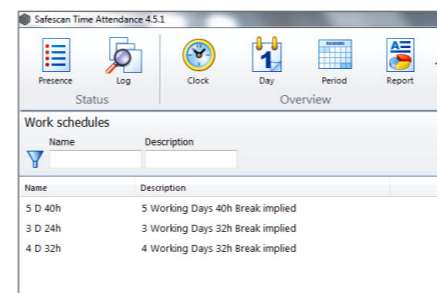 Safescan Time Attendance 4.5.1
Presence Log Clock Day Period Report
Status Overview
Work schedules
Name Description
Name Description
5 D 40h 5 Working Days 40h Break implied
3 D 24h 3 Working Days 32h Break implied
4 D 32h 4 Working Days 32h Break implied